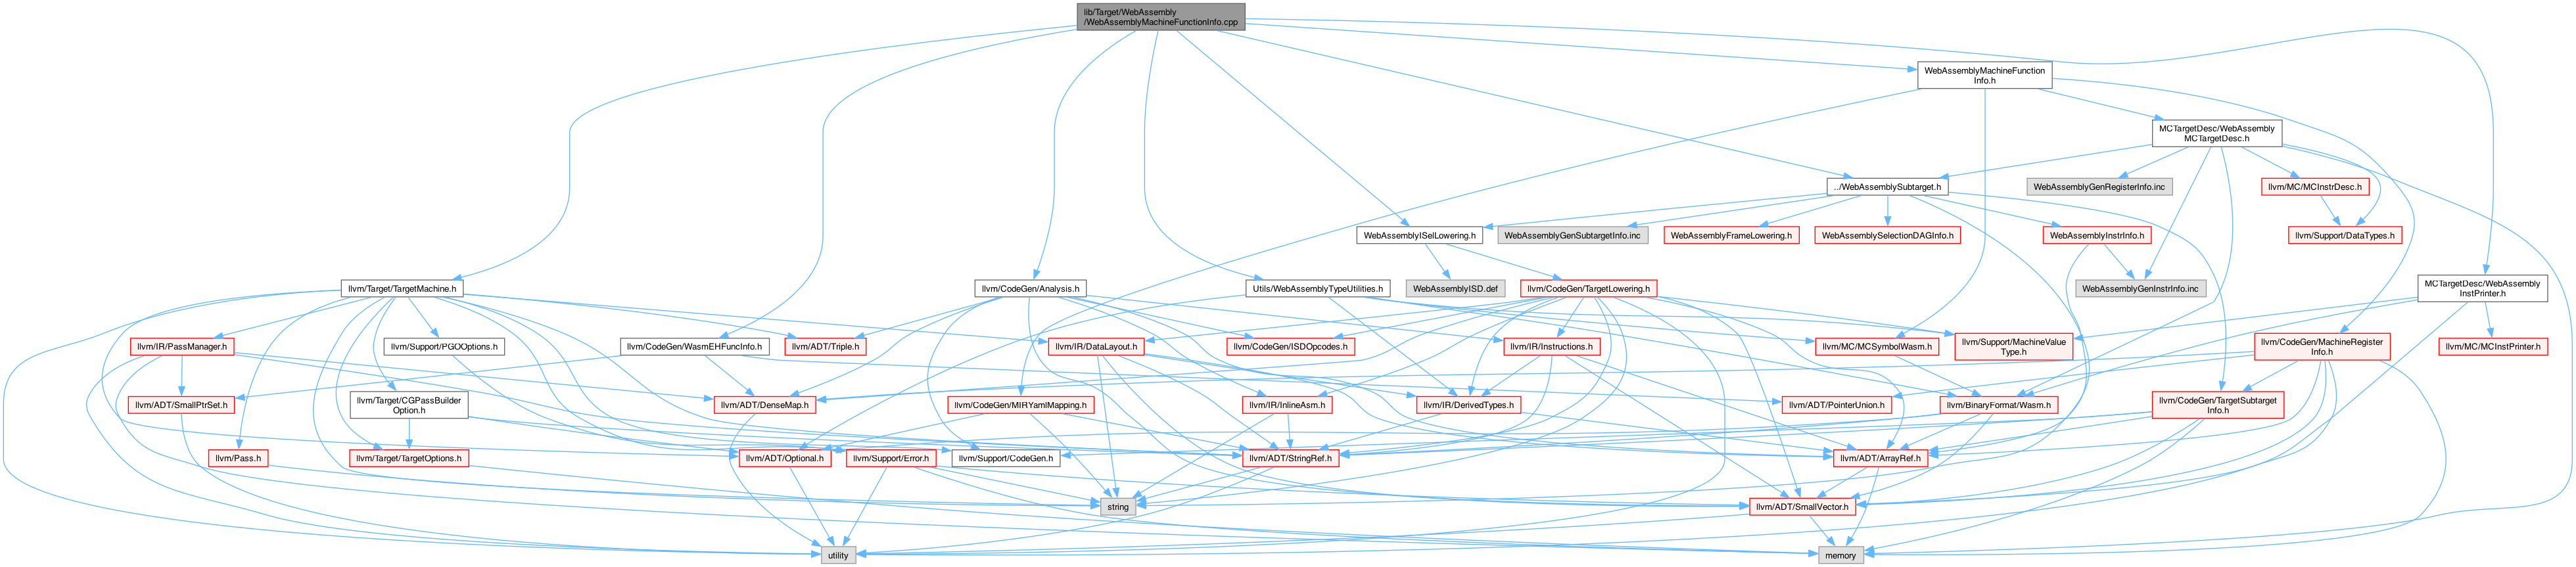 lib/Target/WebAssembly
/WebAssemblyMachineFunctionInfo.cpp
WebAssemblyMachineFunction
Info.h
MCTargetDesc/WebAssembly
MCTargetDesc.h
../WebAssemblySubtarget.h
WebAssemblyGenRegisterInfo.inc
llvm/MC/MCInstrDesc.h
WebAssemblyISelLowering.h
WebAssemblyGenSubtargetInfo.inc
WebAssemblyFrameLowering.h
WebAssemblySelectionDAGInfo.h
WebAssemblyInstrInfo.h
llvm/Support/DataTypes.h
llvm/Target/TargetMachine.h
llvm/CodeGen/Analysis.h
Utils/WebAssemblyTypeUtilities.h
WebAssemblyISD.def
llvm/CodeGen/TargetLowering.h
WebAssemblyGenInstrInfo.inc
MCTargetDesc/WebAssembly
InstPrinter.h
llvm/IR/PassManager.h
llvm/Support/PGOOptions.h
llvm/CodeGen/WasmEHFuncInfo.h
llvm/ADT/Triple.h
llvm/IR/DataLayout.h
llvm/CodeGen/ISDOpcodes.h
llvm/IR/Instructions.h
llvm/MC/MCSymbolWasm.h
llvm/Support/MachineValue
Type.h
llvm/CodeGen/MachineRegister
Info.h
llvm/MC/MCInstPrinter.h
llvm/ADT/SmallPtrSet.h
llvm/Target/CGPassBuilder
Option.h
llvm/ADT/DenseMap.h
llvm/CodeGen/MIRYamlMapping.h
llvm/IR/InlineAsm.h
llvm/IR/DerivedTypes.h
llvm/ADT/PointerUnion.h
llvm/BinaryFormat/Wasm.h
llvm/CodeGen/TargetSubtarget
Info.h
llvm/Pass.h
llvm/Target/TargetOptions.h
llvm/ADT/Optional.h
llvm/Support/Error.h
llvm/Support/CodeGen.h
llvm/ADT/StringRef.h
llvm/ADT/ArrayRef.h
string
llvm/ADT/SmallVector.h
utility
memory